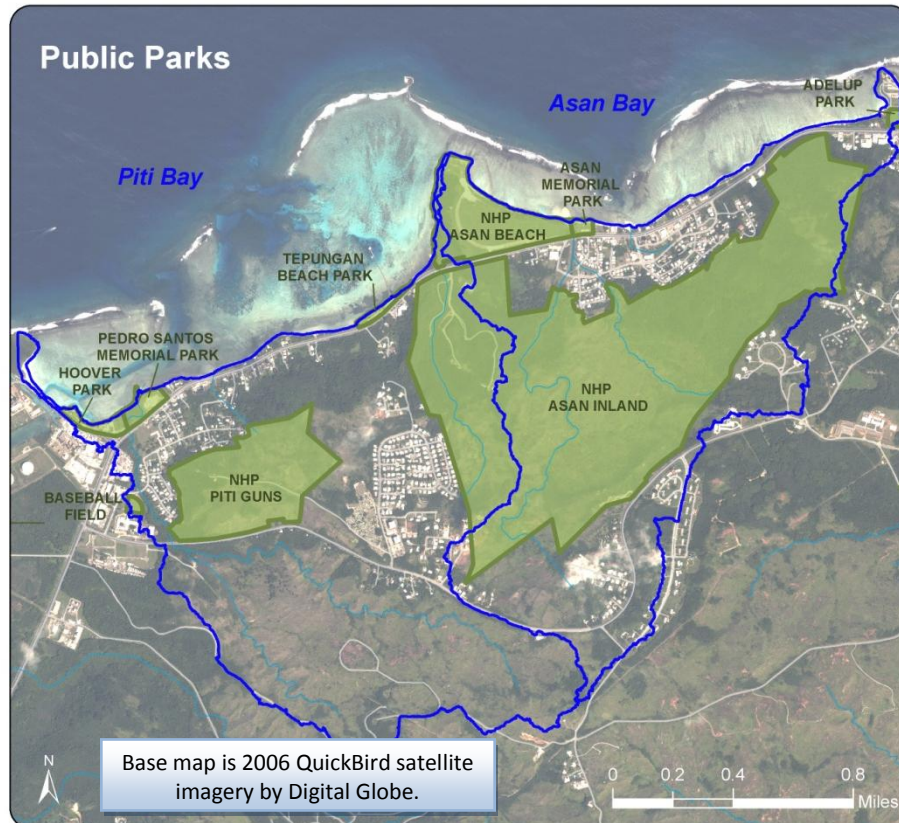 Public Parks
ADELUP
PARK
Asan Bay
Piti Bay
ASAN
MEMORIAL
PARK
NHP
ASAN BEACH
TEPUNGAN
BEACH PARK
PEDRO SANTOS
MEMORIAL PARK
HOOVER
PARK
NHP
ASAN INLAND
NHP
PITI GUNS
BASEBALL
FIELD
N
Base map is 2006 QuickBird satellite
imagery by Digital Globe.
0 0.2 0.4 0.8
Miles